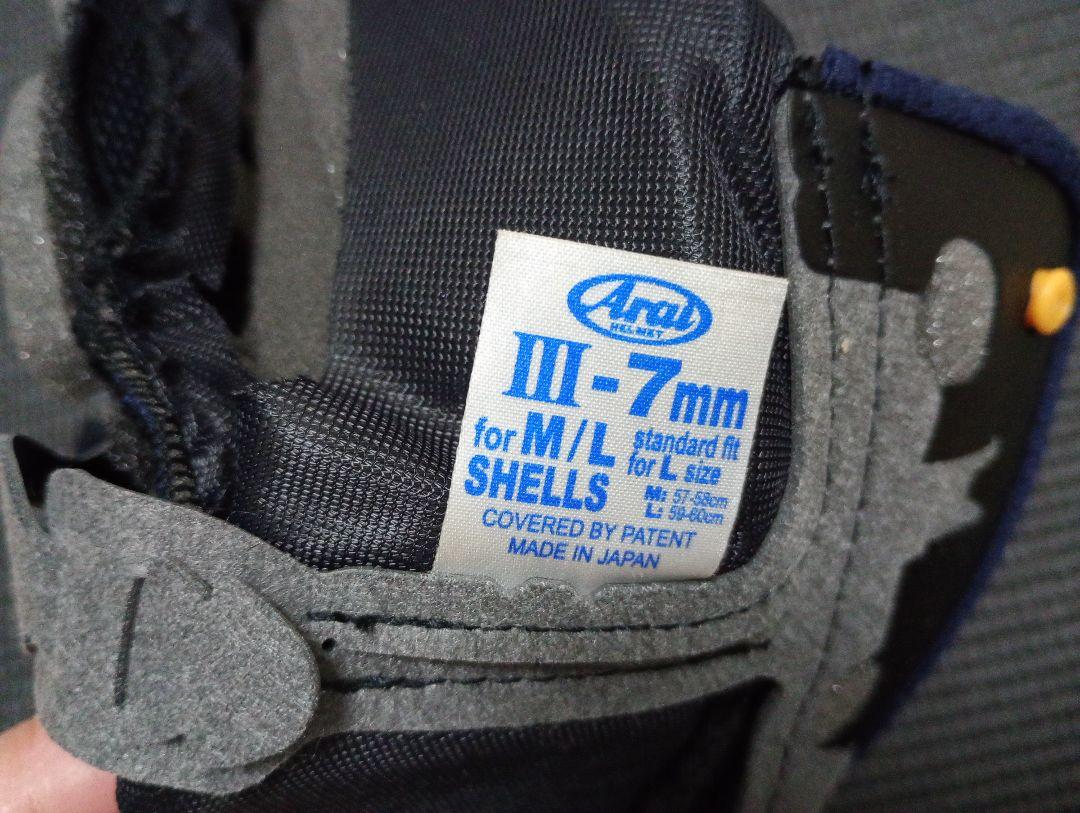 Arai
HELMET
III-7mm
for M/L
SHELLS
standard fit
for L size
M: 57-58cm
L: 59-60cm
COVERED BY PATENT
MADE IN JAPAN